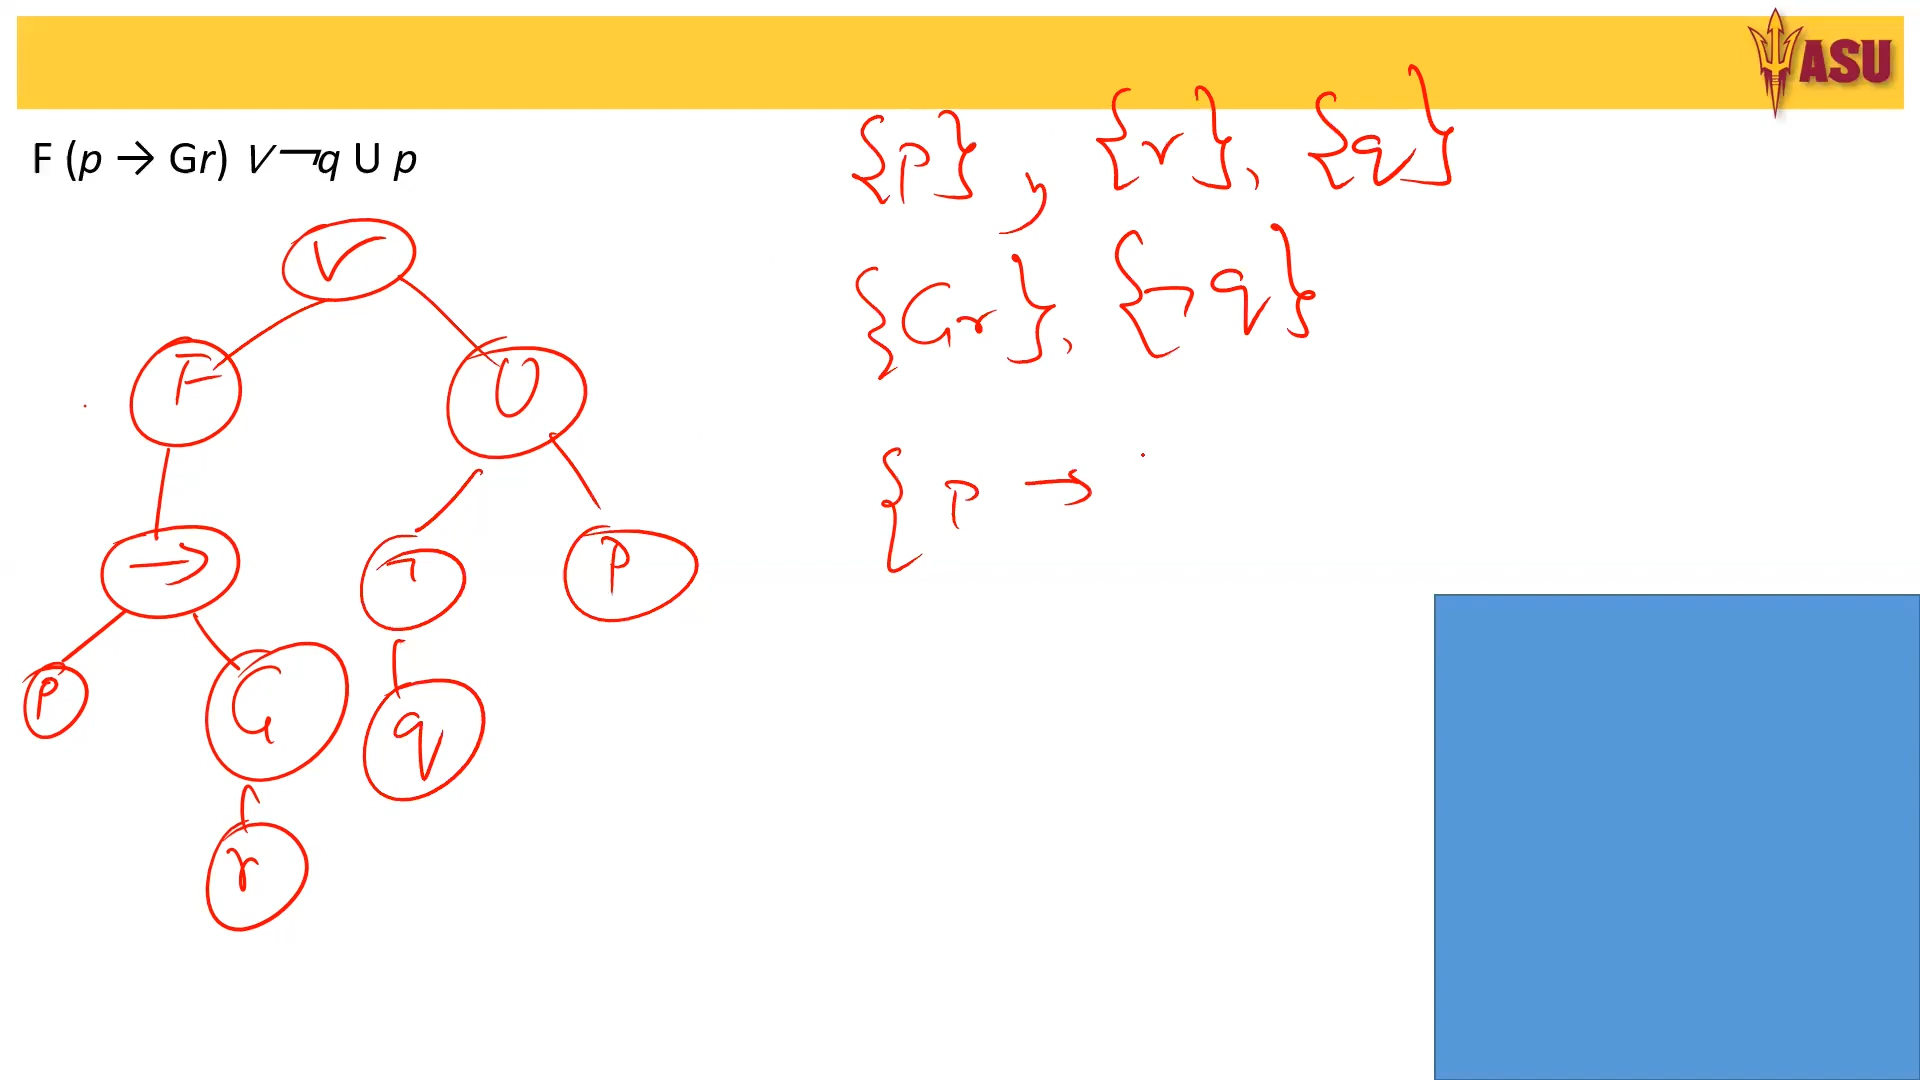 ASU
F (p → Gr) V¬q U p
{p}, {r}, {q}
{Gr}, {¬q}
{p →
V
F U
→ ¬ p
p G q
r